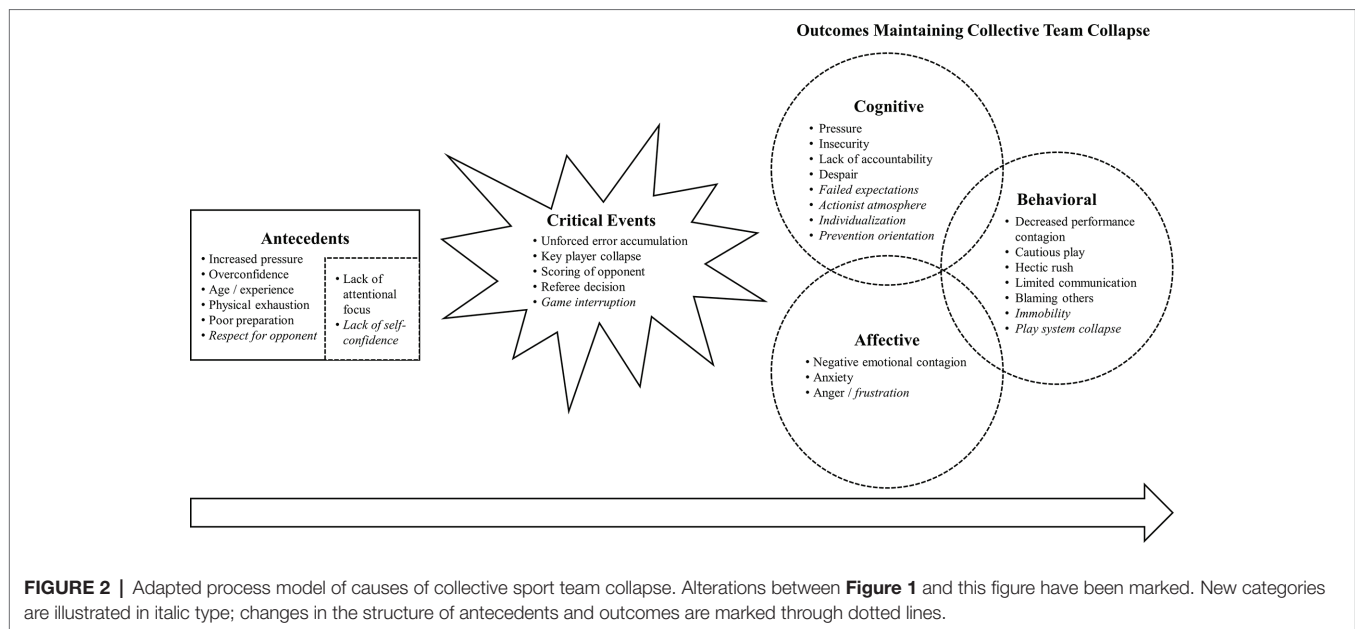 Outcomes Maintaining Collective Team Collapse
Antecedents
• Increased pressure
• Overconfidence
• Age / experience
• Physical exhaustion
• Poor preparation
• Respect for opponent
• Lack of
attentional
focus
• Lack of self-
confidence
Critical Events
• Unforced error accumulation
• Key player collapse
• Scoring of opponent
• Referee decision
• Game interruption
Cognitive
• Pressure
• Insecurity
• Lack of accountability
• Despair
• Failed expectations
• Actionist atmosphere
• Individualization
• Prevention orientation
Behavioral
• Decreased performance
contagion
• Cautious play
• Hectic rush
• Limited communication
• Blaming others
• Immobility
• Play system collapse
Affective
• Negative emotional contagion
• Anxiety
• Anger / frustration
FIGURE 2 | Adapted process model of causes of collective sport team collapse. Alterations between Figure 1 and this figure have been marked. New categories
are illustrated in italic type; changes in the structure of antecedents and outcomes are marked through dotted lines.